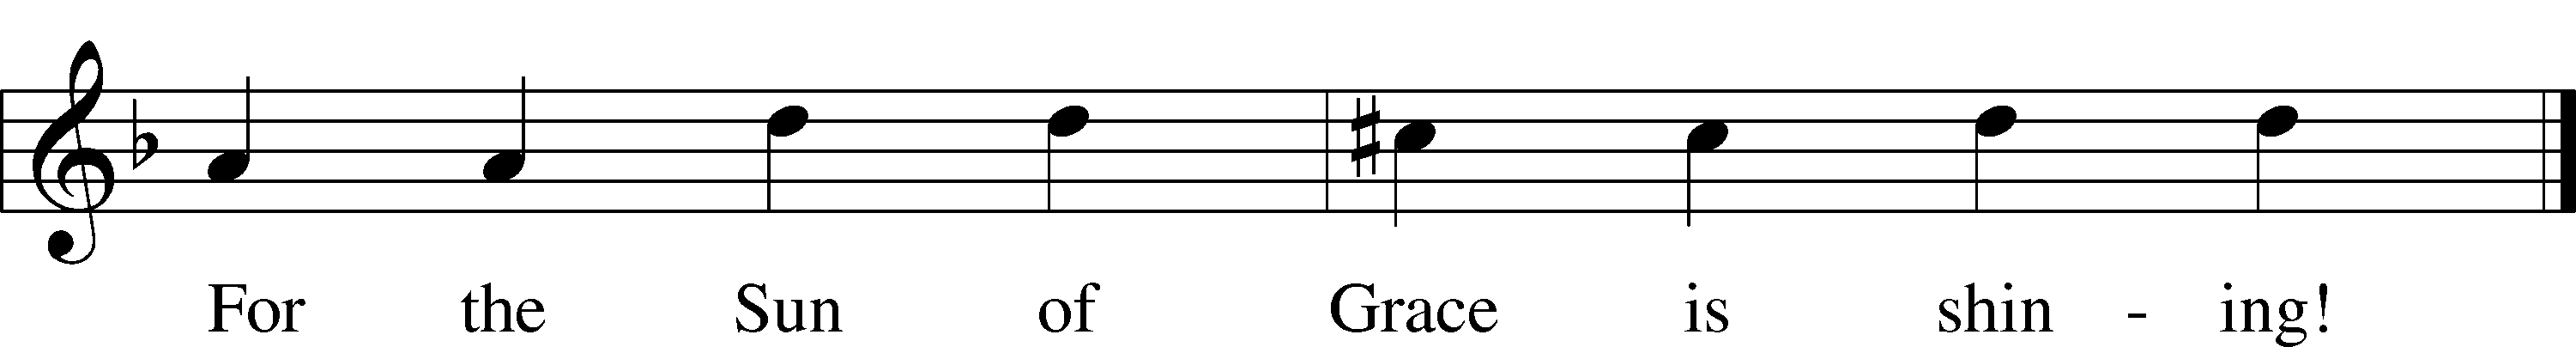 For the Sun of Grace is shin - ing!